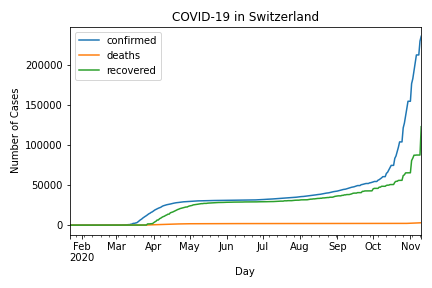 COVID-19 in Switzerland
confirmed
deaths
recovered
Number of Cases
200000
150000
100000
50000
0
Feb Mar Apr May Jun Jul Aug Sep Oct Nov
2020
Day